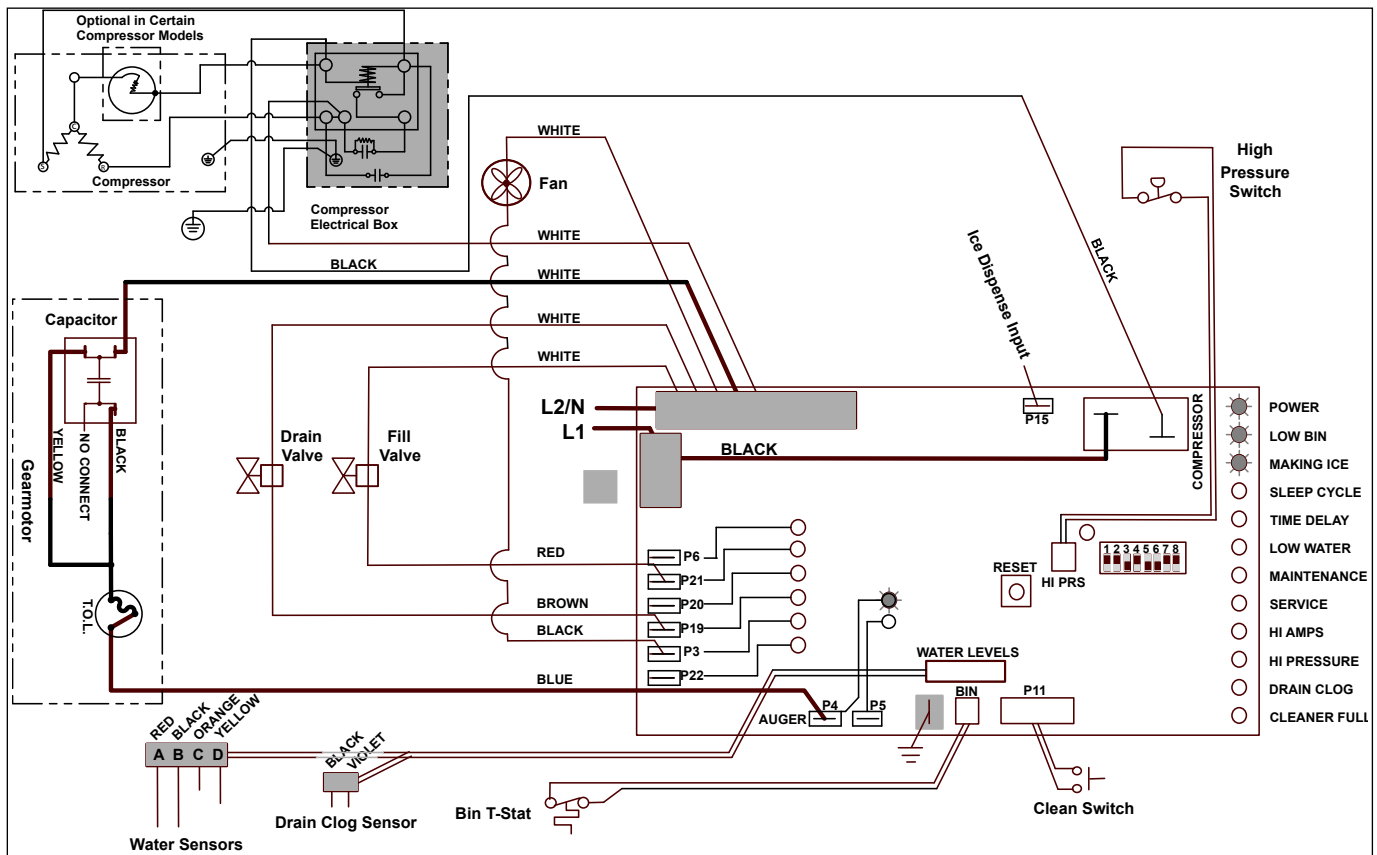 Optional in Certain
Compressor Models
C
S
R
Compressor
Compressor
Electrical Box
WHITE
Fan
WHITE
BLACK
WHITE
WHITE
WHITE
High
Pressure
Switch
BLACK
Ice Dispense Input
Capacitor
YELLOW
NO CONNECT
BLACK
Gearmotor
T.O.L.
L2/N
L1
BLACK
P15
COMPRESSOR
Drain
Valve
Fill
Valve
POWER
LOW BIN
MAKING ICE
SLEEP CYCLE
TIME DELAY
LOW WATER
MAINTENANCE
SERVICE
HI AMPS
HI PRESSURE
DRAIN CLOG
CLEANER FULL
RED
BROWN
BLACK
BLUE
P6
P21
P20
P19
P3
P22
1 2 3 4 5 6 7 8
HI PRS
RESET
WATER LEVELS
AUGER
P4
P5
BIN
P11
RED
BLACK
ORANGE
YELLOW
A B C D
Water Sensors
BLACK
VIOLET
Drain Clog Sensor
Bin T-Stat
Clean Switch